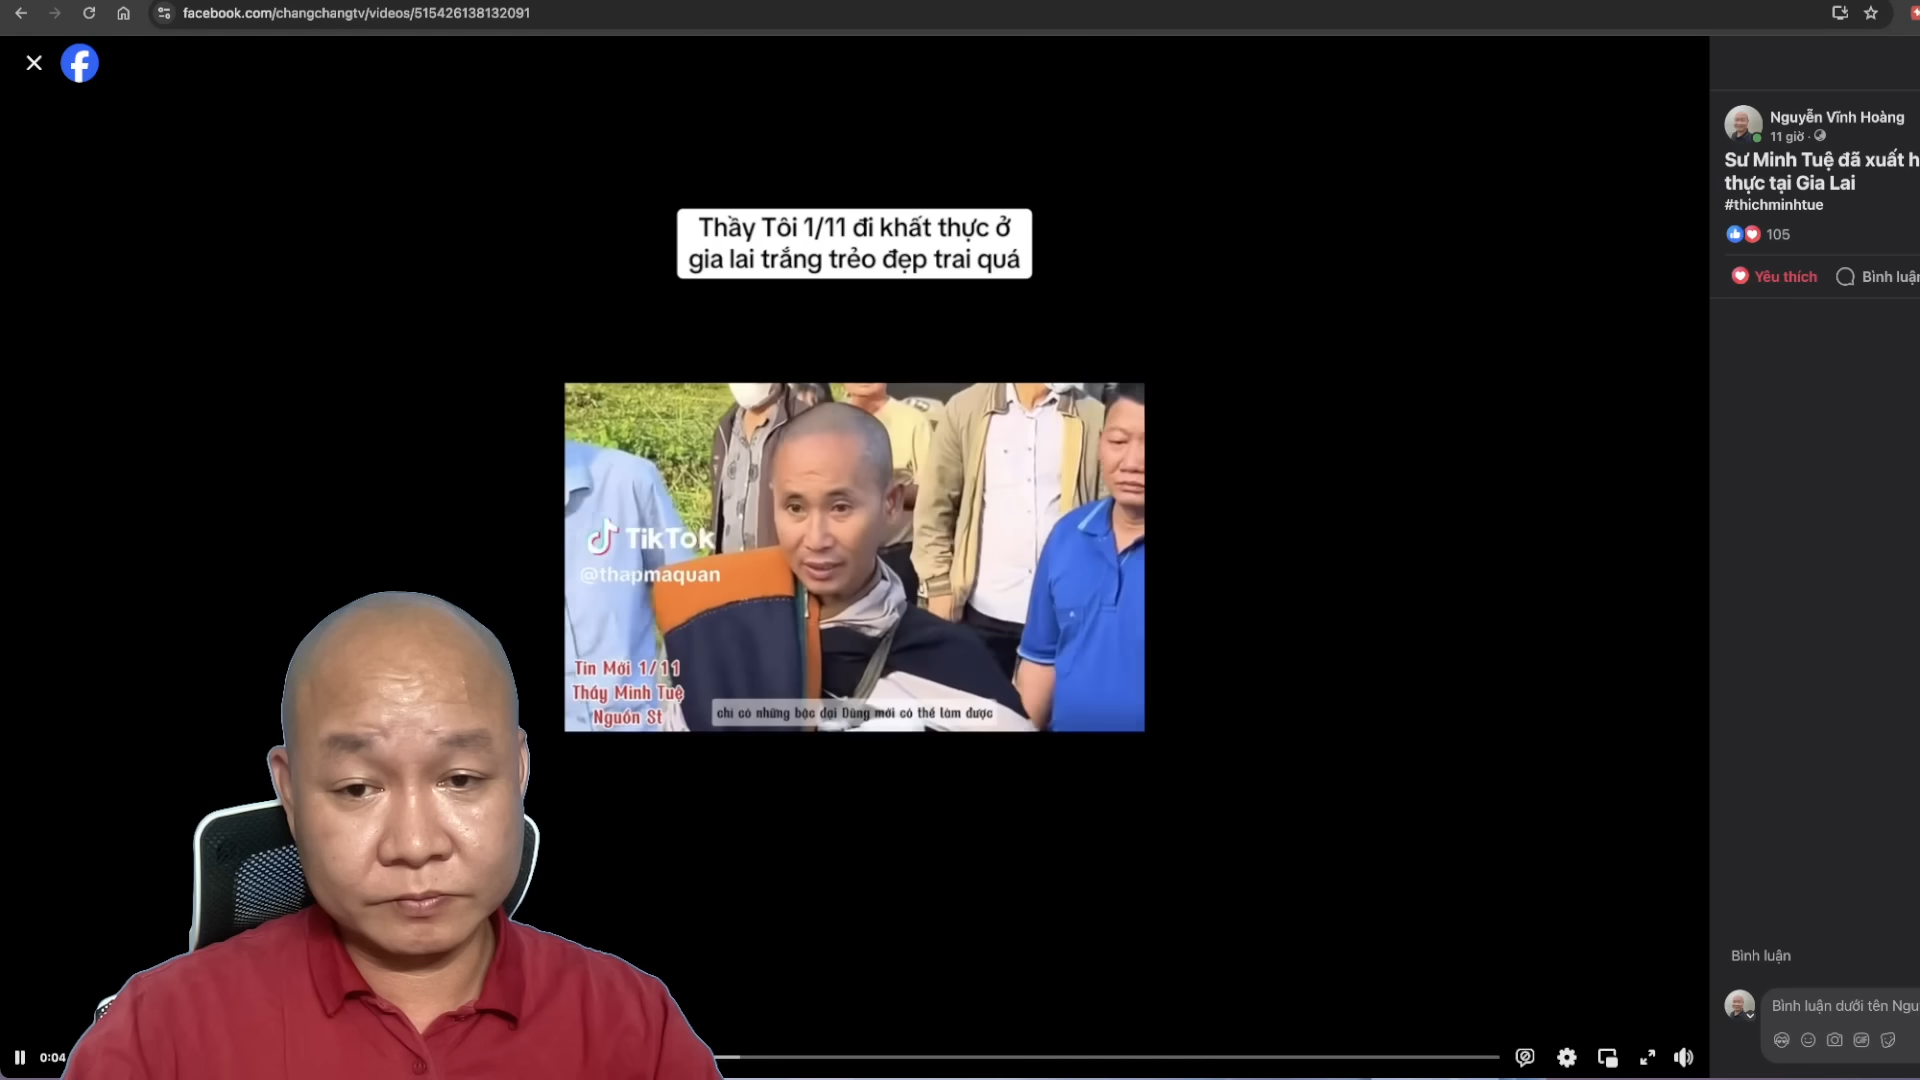 facebook.com/changchangtv/videos/515426138132091
Thầy Tôi 1/11 đi khất thực ở
gia lai trắng trẻo đẹp trai quá
TikTok
@thapmaquan
Tin Mới 1/11
Thầy Minh Tuệ
Nguồn St
chỉ có những bậc đại Dũng mới có thể làm được
0:04
Nguyễn Vĩnh Hoàng
11 giờ ·
Sư Minh Tuệ đã xuất h
thực tại Gia Lai
#thichminhtue
105
Yêu thích
Bình luận
Bình luận
Bình luận dưới tên Ngu